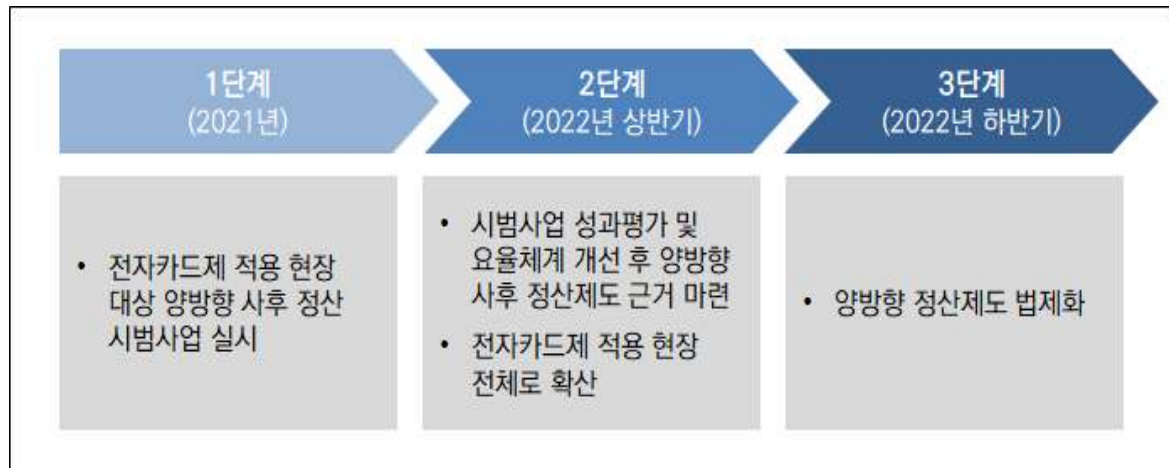 1단계
(2021년)
2단계
(2022년 상반기)
3단계
(2022년 하반기)
• 전자카드제 적용 현장
대상 양방향 사후 정산
시범사업 실시
• 시범사업 성과평가 및
요율체계 개선 후 양방향
사후 정산제도 근거 마련
• 전자카드제 적용 현장
전체로 확산
• 양방향 정산제도 법제화